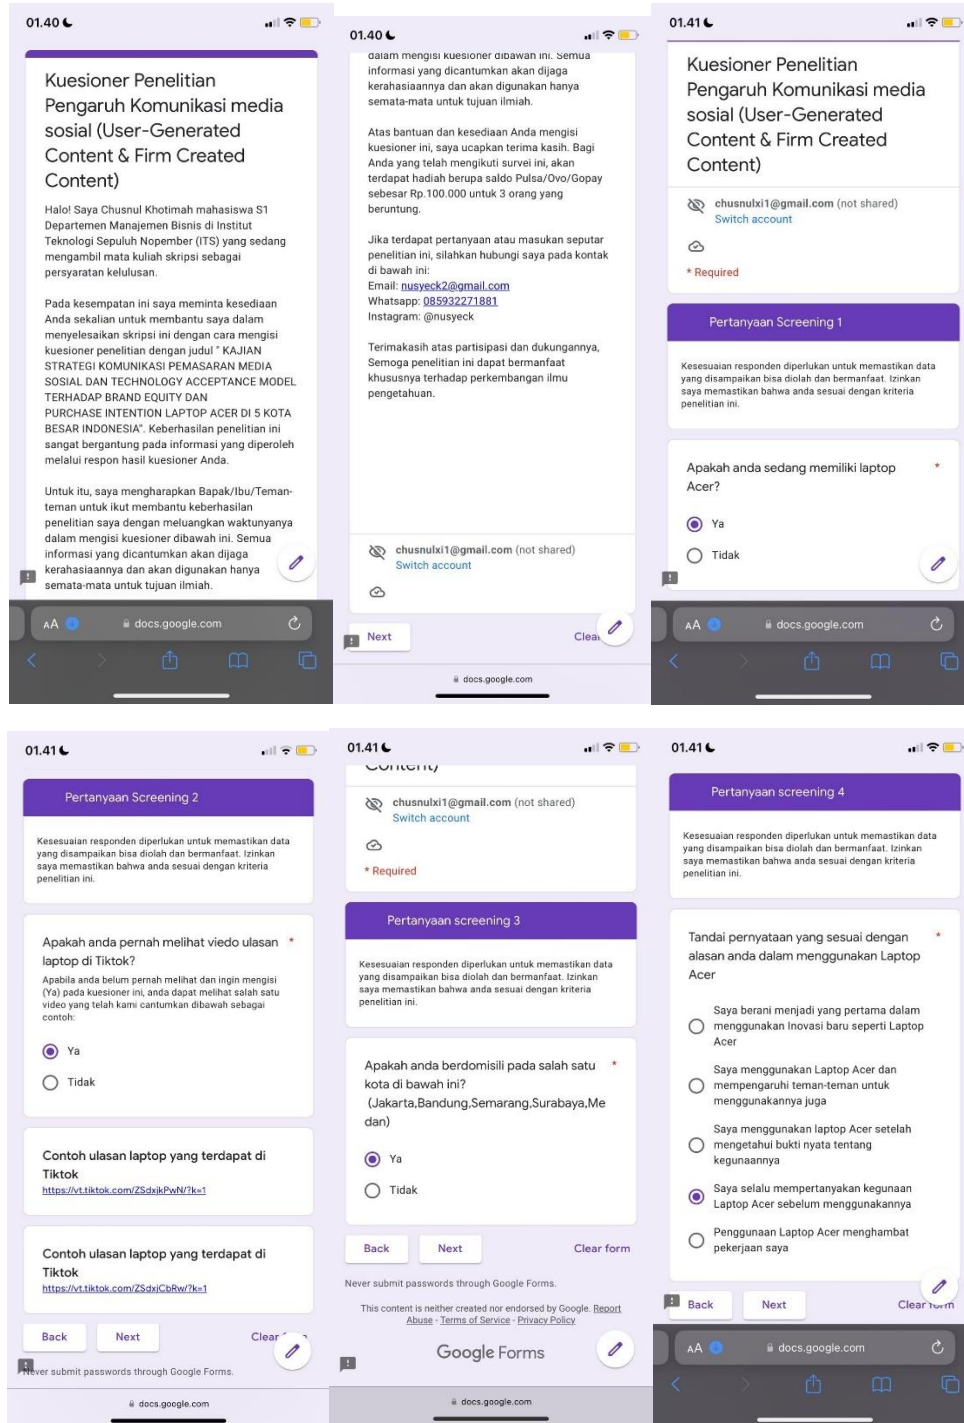 01.40
Kuesioner Penelitian
Pengaruh Komunikasi media
sosial (User-Generated
Content & Firm Created
Content)
Halo! Saya Chusnul Khotimah mahasiswa S1
Departemen Manajemen Bisnis di Institut
Teknologi Sepuluh Nopember (ITS) yang sedang
mengambil mata kuliah skripsi sebagai
persyaratan kelulusan.
Pada kesempatan ini saya meminta kesediaan
Anda sekalian untuk membantu saya dalam
menyelesaikan skripsi ini dengan cara mengisi
kuesioner penelitian dengan judul " KAJIAN
STRATEGI KOMUNIKASI PEMASARAN MEDIA
SOSIAL DAN TECHNOLOGY ACCEPTANCE MODEL
TERHADAP BRAND EQUITY DAN
PURCHASE INTENTION LAPTOP ACER DI 5 KOTA
BESAR INDONESIA". Keberhasilan penelitian ini
sangat bergantung pada informasi yang diperoleh
melalui respon hasil kuesioner Anda.
Untuk itu, saya mengharapkan Bapak/Ibu/Teman-
teman untuk ikut membantu keberhasilan
penelitian saya dengan meluangkan waktunyanya
dalam mengisi kuesioner dibawah ini. Semua
informasi yang dicantumkan akan dijaga
kerahasiaannya dan akan digunakan hanya
semata-mata untuk tujuan ilmiah.
AA
docs.google.com
01.40
dalam mengisi kuesioner dibawah ini. Semua
informasi yang dicantumkan akan dijaga
kerahasiaannya dan akan digunakan hanya
semata-mata untuk tujuan ilmiah.
Atas bantuan dan kesediaan Anda mengisi
kuesioner ini, saya ucapkan terima kasih. Bagi
Anda yang telah mengikuti survei ini, akan
terdapat hadiah berupa saldo Pulsa/Ovo/Gopay
sebesar Rp.100.000 untuk 3 orang yang
beruntung.
Jika terdapat pertanyaan atau masukan seputar
penelitian ini, silahkan hubungi saya pada kontak
di bawah ini:
Email: nusyeck2@gmail.com
Whatsapp: 085932271881
Instagram: @nusyeck
Terimakasih atas partisipasi dan dukungannya,
Semoga penelitian ini dapat bermanfaat
khususnya terhadap perkembangan ilmu
pengetahuan.
chusnulxi1@gmail.com (not shared)
Switch account
Next
Clea
docs.google.com
01.41
Kuesioner Penelitian
Pengaruh Komunikasi media
sosial (User-Generated
Content & Firm Created
Content)
chusnulxi1@gmail.com (not shared)
Switch account
* Required
Pertanyaan Screening 1
Kesesuaian responden diperlukan untuk memastikan data
yang disampaikan bisa diolah dan bermanfaat. Izinkan
saya memastikan bahwa anda sesuai dengan kriteria
penelitian ini.
Apakah anda sedang memiliki laptop *
Acer?
Ya
Tidak
AA
docs.google.com
01.41
Pertanyaan Screening 2
Kesesuaian responden diperlukan untuk memastikan data
yang disampaikan bisa diolah dan bermanfaat. Izinkan
saya memastikan bahwa anda sesuai dengan kriteria
penelitian ini.
Apakah anda pernah melihat viedo ulasan *
laptop di Tiktok?
Apabila anda belum pernah melihat dan ingin mengisi
(Ya) pada kuesioner ini, anda dapat melihat salah satu
video yang telah kami cantumkan dibawah sebagai
contoh:
Ya
Tidak
Contoh ulasan laptop yang terdapat di
Tiktok
https://vt.tiktok.com/ZSdxjkPwN/?k=1
Contoh ulasan laptop yang terdapat di
Tiktok
https://vt.tiktok.com/ZSdxjCbRw/?k=1
Back
Next
Clear
Never submit passwords through Google Forms.
docs.google.com
01.41
Content)
chusnulxi1@gmail.com (not shared)
Switch account
* Required
Pertanyaan screening 3
Kesesuaian responden diperlukan untuk memastikan data
yang disampaikan bisa diolah dan bermanfaat. Izinkan
saya memastikan bahwa anda sesuai dengan kriteria
penelitian ini.
Apakah anda berdomisili pada salah satu *
kota di bawah ini?
(Jakarta,Bandung,Semarang,Surabaya,Me
dan)
Ya
Tidak
Back
Next
Clear form
Never submit passwords through Google Forms.
This content is neither created nor endorsed by Google. Report
Abuse - Terms of Service - Privacy Policy
Google Forms
docs.google.com
01.41
Pertanyaan screening 4
Kesesuaian responden diperlukan untuk memastikan data
yang disampaikan bisa diolah dan bermanfaat. Izinkan
saya memastikan bahwa anda sesuai dengan kriteria
penelitian ini.
Tandai pernyataan yang sesuai dengan *
alasan anda dalam menggunakan Laptop
Acer
Saya berani menjadi yang pertama dalam
menggunakan Inovasi baru seperti Laptop
Acer
Saya menggunakan Laptop Acer dan
mempengaruhi teman-teman untuk
menggunakannya juga
Saya menggunakan laptop Acer setelah
mengetahui bukti nyata tentang
kegunaannya
Saya selalu mempertanyakan kegunaan
Laptop Acer sebelum menggunakannya
Penggunaan Laptop Acer menghambat
pekerjaan saya
Back
Next
Clear form
AA
docs.google.com